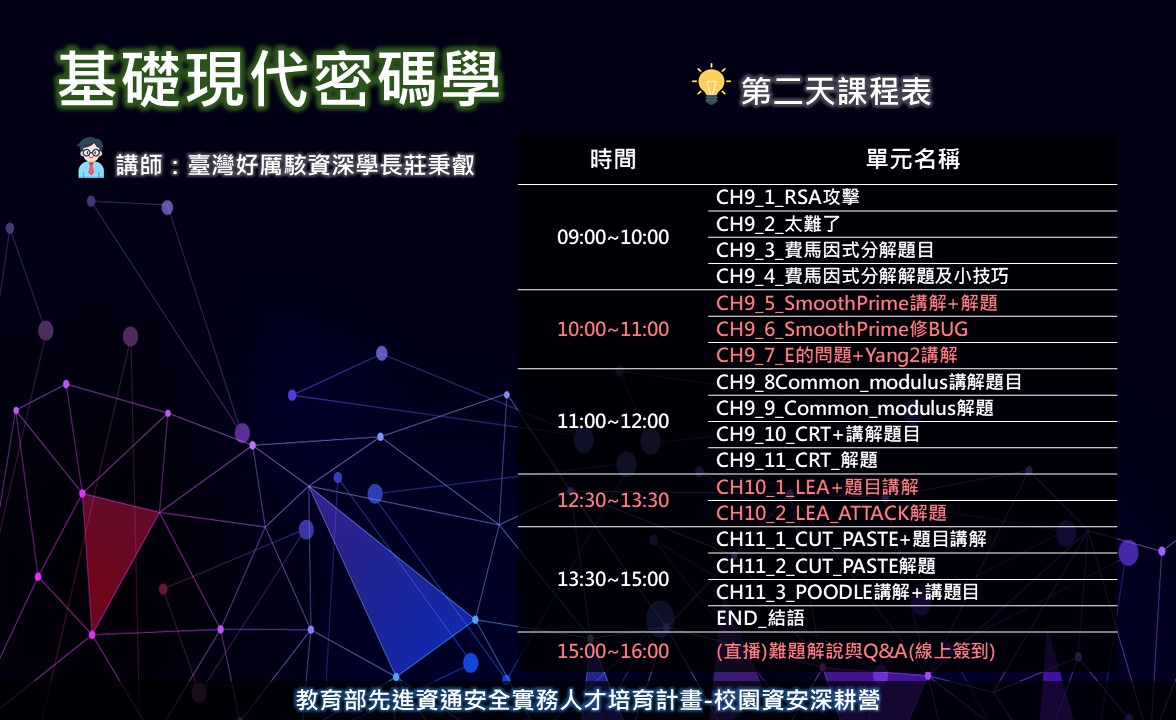 基礎現代密碼學
第二天課程表
講師：臺灣好厲駭資深學長莊秉叡
時間 單元名稱
09:00~10:00
CH9_1_RSA攻擊
CH9_2_太難了
CH9_3_費馬因式分解題目
CH9_4_費馬因式分解解題及小技巧
10:00~11:00
CH9_5_SmoothPrime講解+解題
CH9_6_SmoothPrime修BUG
CH9_7_E的問題+Yang2講解
11:00~12:00
CH9_8Common_modulus講解題目
CH9_9_Common_modulus解題
CH9_10_CRT+講解題目
CH9_11_CRT_解題
12:30~13:30
CH10_1_LEA+題目講解
CH10_2_LEA_ATTACK解題
13:30~15:00
CH11_1_CUT_PASTE+題目講解
CH11_2_CUT_PASTE解題
CH11_3_POODLE講解+講題目
END_結語
15:00~16:00
(直播)難題解說與Q&A(線上簽到)
教育部先進資通安全實務人才培育計畫-校園資安深耕營